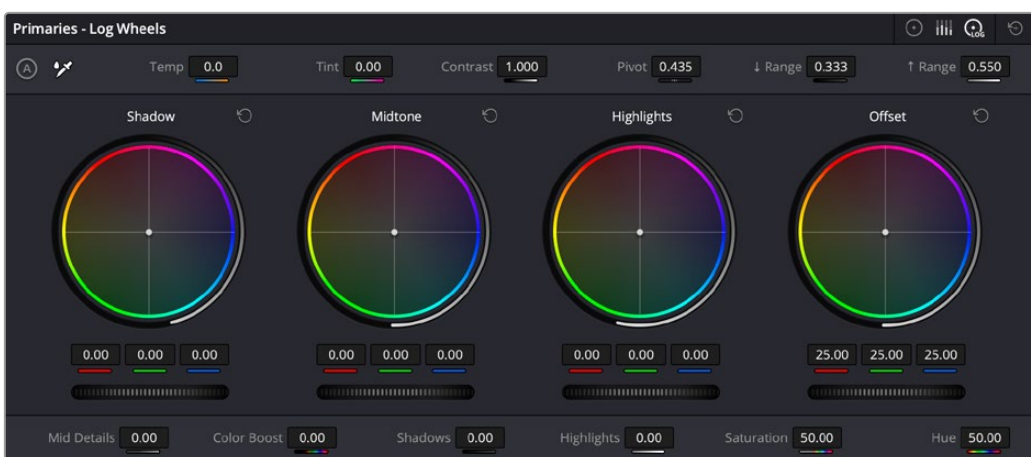 Primaries - Log Wheels
LOG
A Temp 0.0 Tint 0.00 Contrast 1.000 Pivot 0.435 ↓ Range 0.333 ↑ Range 0.550
Shadow Midtone Highlights Offset
0.00 0.00 0.00 0.00 0.00 0.00 0.00 0.00 0.00 25.00 25.00 25.00
Mid Details 0.00 Color Boost 0.00 Shadows 0.00 Highlights 0.00 Saturation 50.00 Hue 50.00